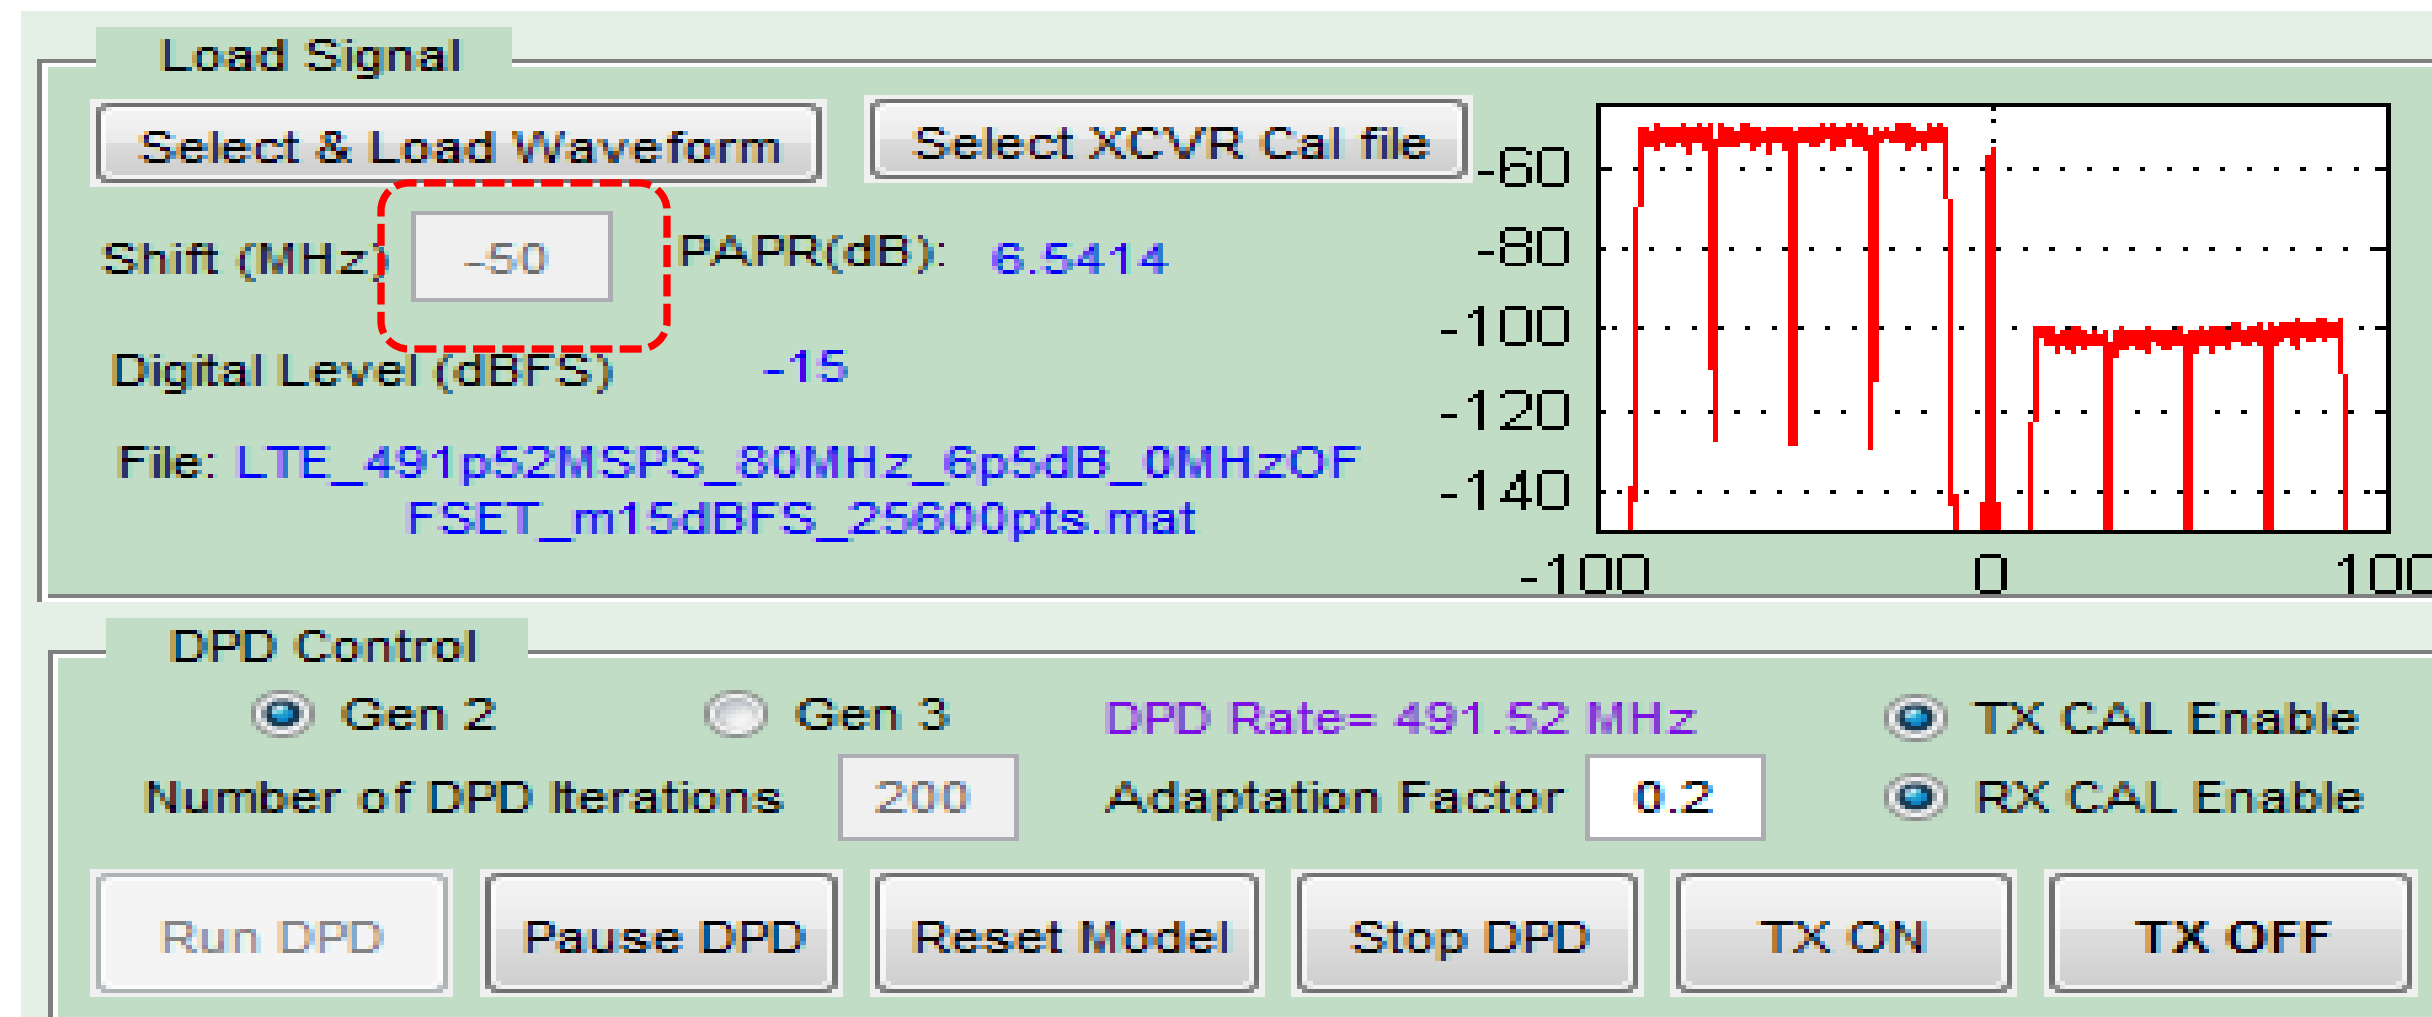 Load Signal
Select & Load Waveform
Select XCVR Cal file
Shift (MHz) -50 PAPR(dB): 6.5414
Digital Level (dBFS) -15
File: LTE_491p52MSPS_80MHz_6p5dB_0MHzOF
FSET_m15dBFS_25600pts.mat
-60
-80
-100
-120
-140
-100 0 100
DPD Control
Gen 2 Gen 3 DPD Rate= 491.52 MHz TX CAL Enable
Number of DPD Iterations 200 Adaptation Factor 0.2 RX CAL Enable
Run DPD Pause DPD Reset Model Stop DPD TX ON TX OFF